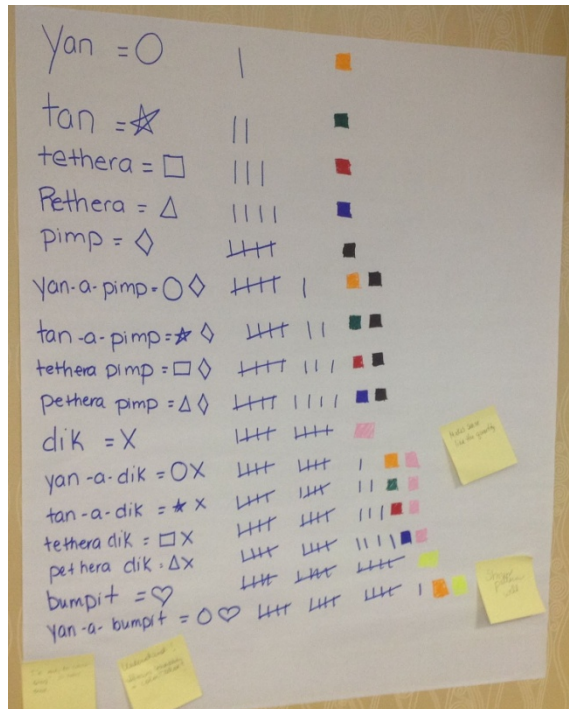 Yan = O
tan =
tethera =
Pethera =
pimp =
yan-a-pimp =
tan-a-pimp =
tethera pimp =
pethera pimp =
dik = X
yan-a-dik = OX
tan-a-dik = X
tethera dik = X
pethera dik = X
bumpit =
yan-a-bumpit = O